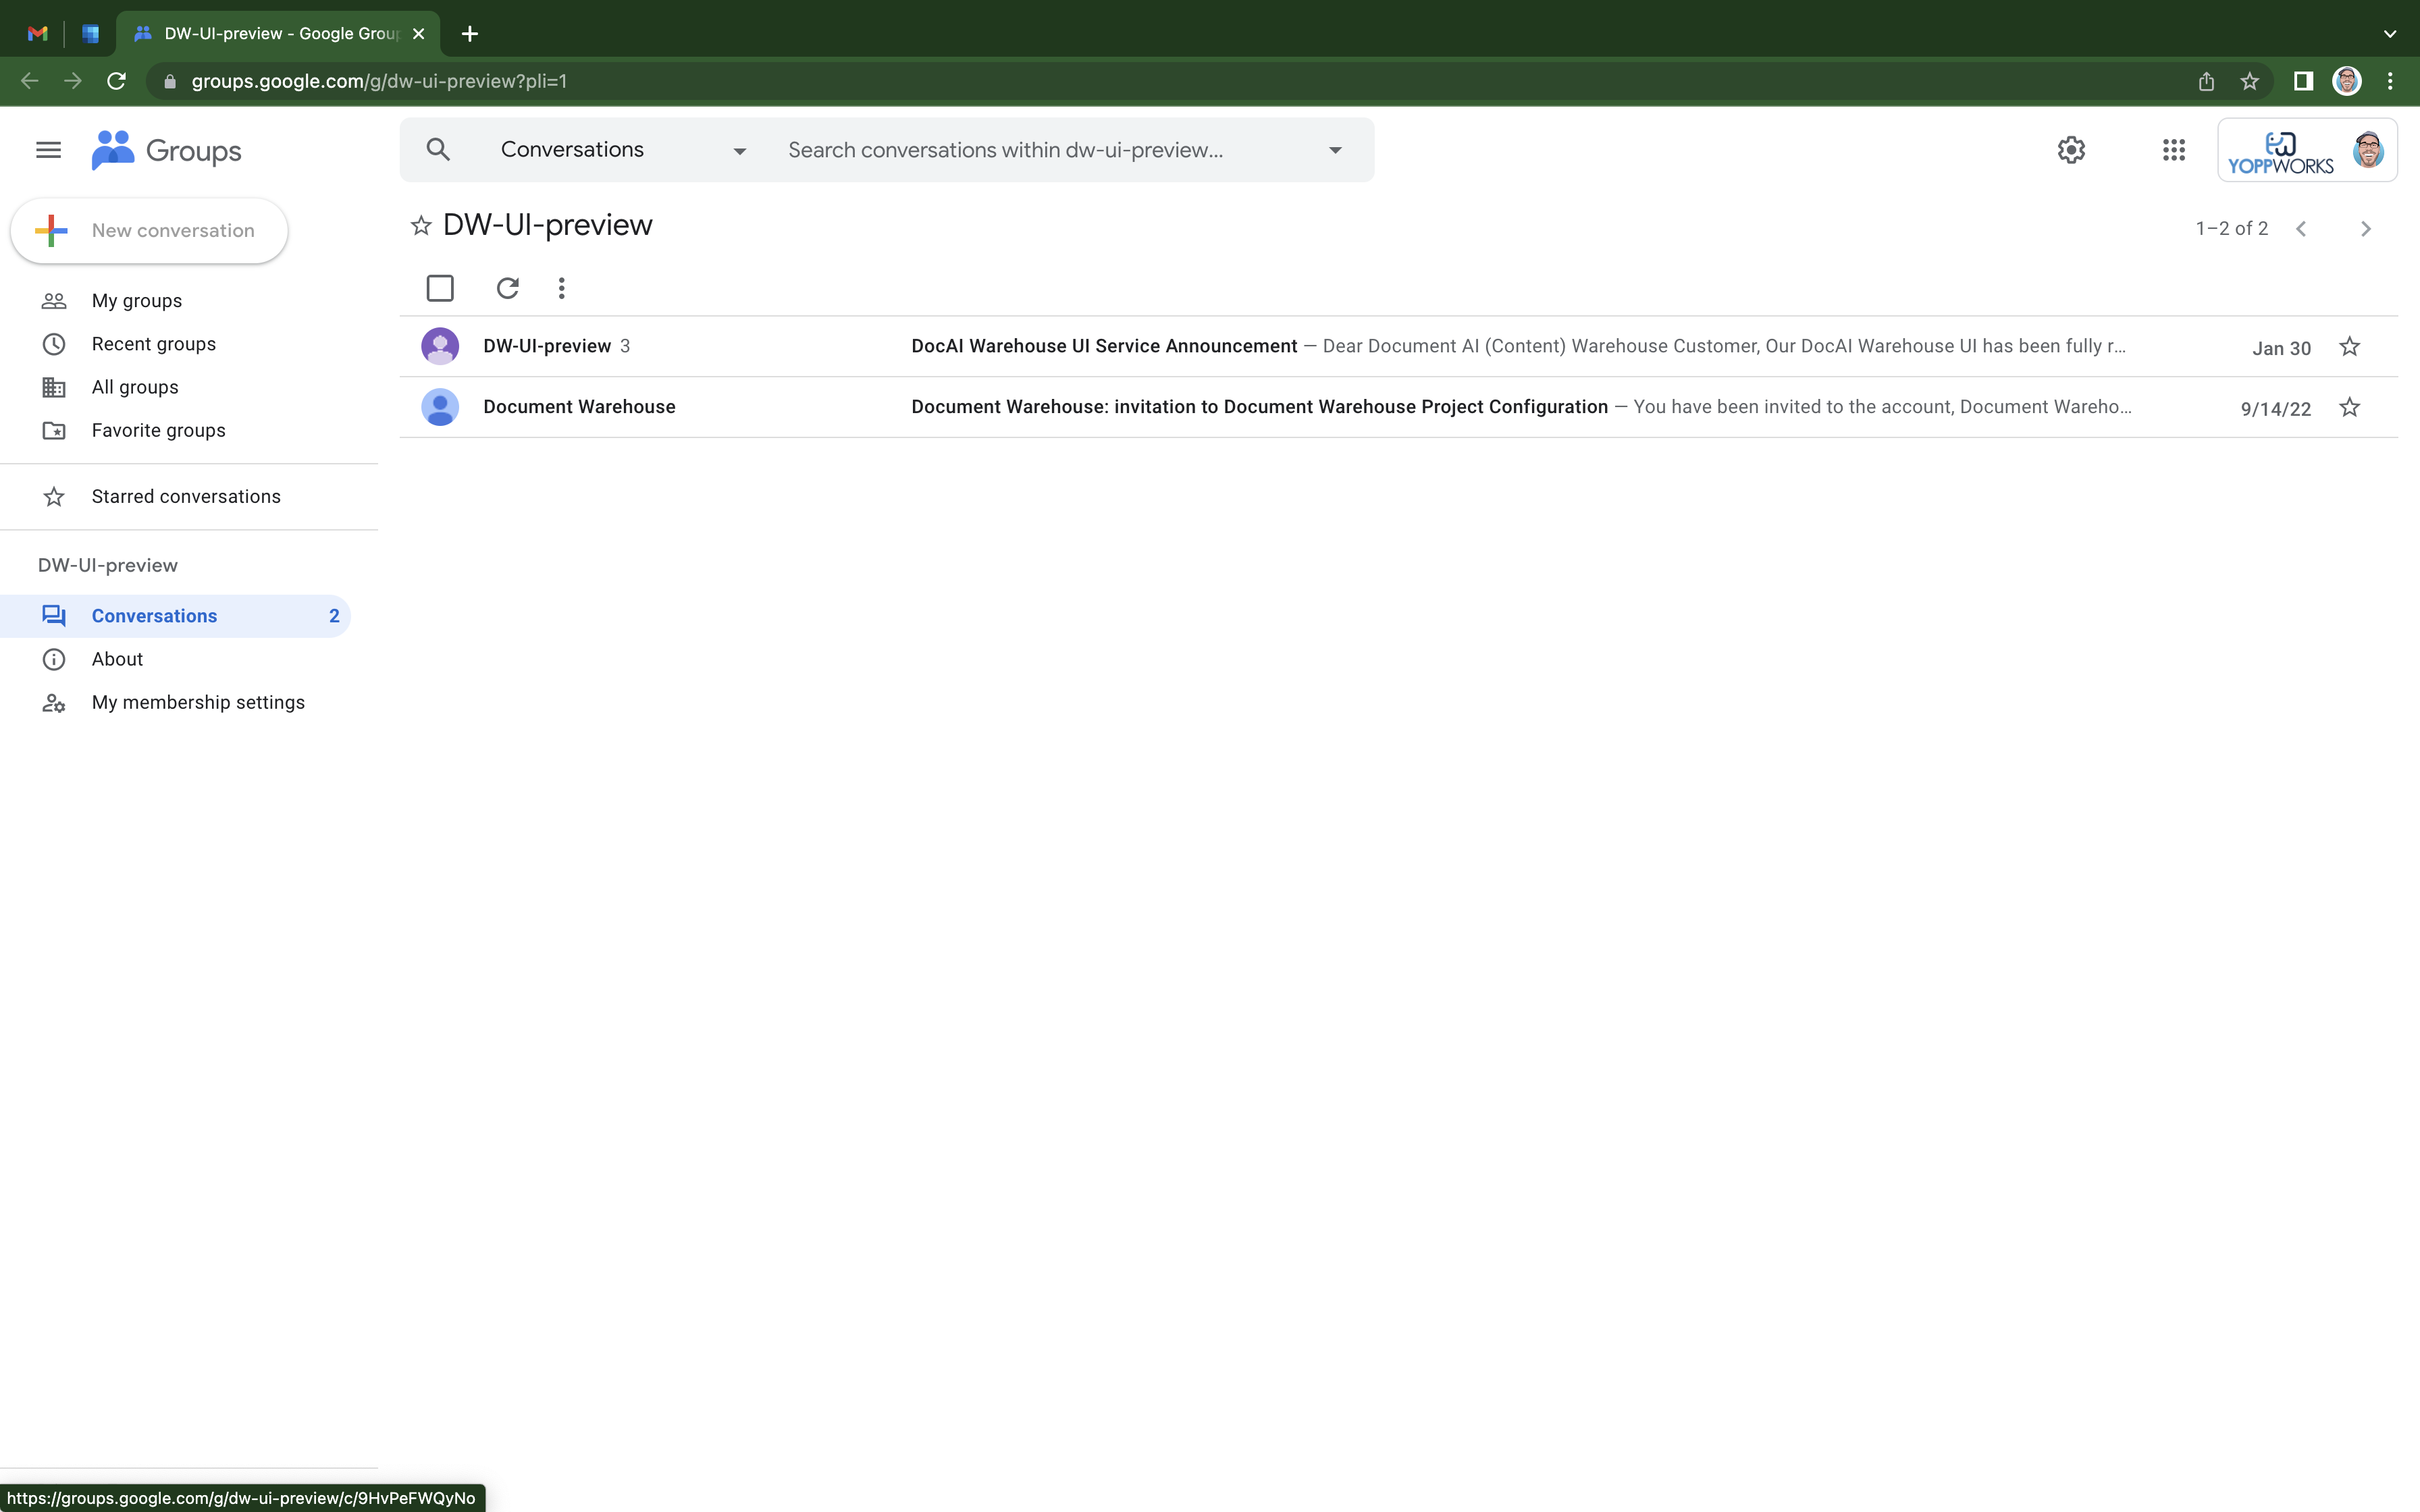 DW-UI-preview - Google Group
groups.google.com/g/dw-ui-preview?pli=1
Groups
Conversations
Search conversations within dw-ui-preview...
YOPPWORKS
New conversation
DW-UI-preview
1–2 of 2
My groups
Recent groups
All groups
Favorite groups
Starred conversations
DW-UI-preview
Conversations 2
About
My membership settings
DW-UI-preview 3 DocAI Warehouse UI Service Announcement — Dear Document AI (Content) Warehouse Customer, Our DocAI Warehouse UI has been fully r... Jan 30
Document Warehouse Document Warehouse: invitation to Document Warehouse Project Configuration — You have been invited to the account, Document Wareho... 9/14/22
https://groups.google.com/g/dw-ui-preview/c/9HvPeFWQyNo